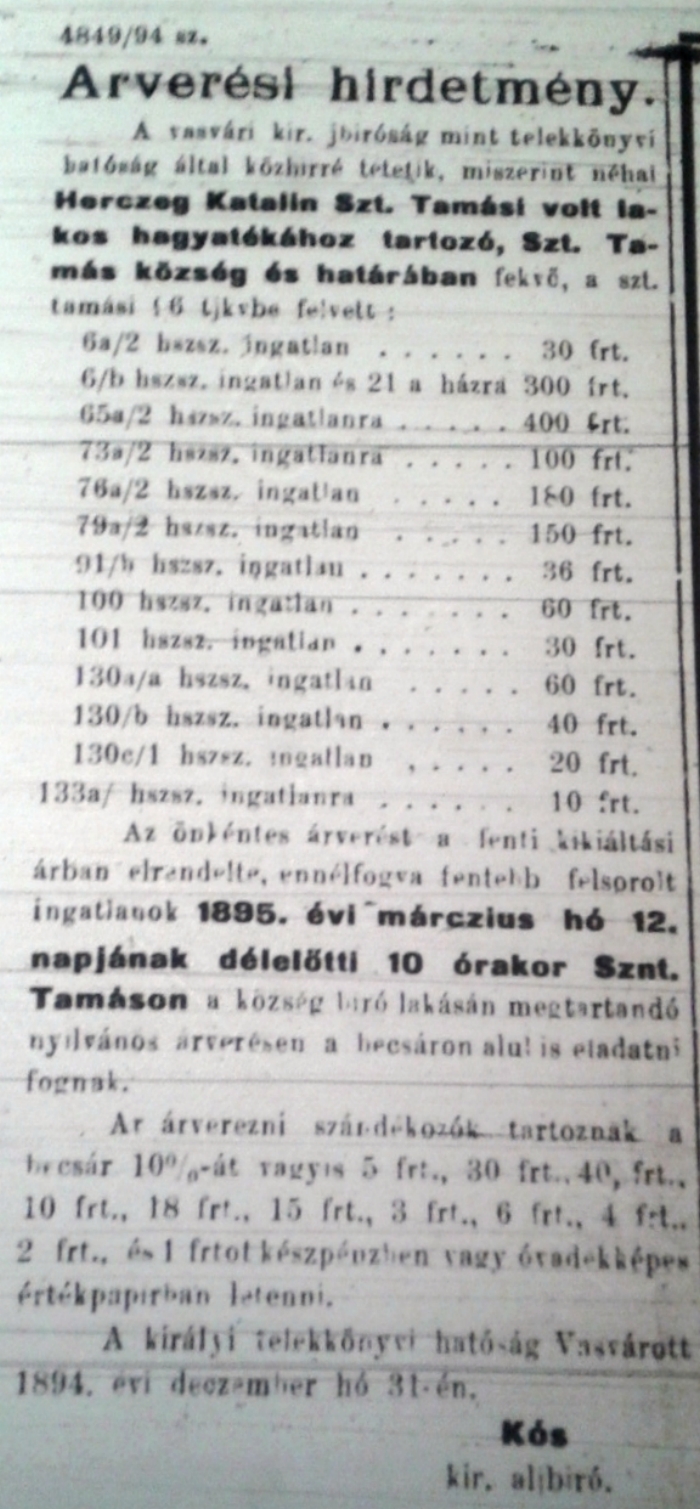 4849/94 sz.
Arverési hirdetmény.
A vasvári kir. jbiróság mint telekkönyvi
hatóság által közhirré tetetik, miszerint néhai
Herczeg Katalin Szt. Tamási volt la-
kos hagyatékához tartozó, Szt. Ta-
más község és határában fekvő, a szt.
tamási 16 tjkvbe felvett :
6a/2 hszsz. ingatlan . . . . . . 30 frt.
6/b hszsz. ingatlan és 21 a házra 300 frt.
65a/2 hszsz. ingatlanra . . . . . 400 frt.
73a/2 hszsz. ingatlanra . . . . . 100 frt.
76a/2 hszsz. ingatlan . . . . . 180 frt.
79a/2 hszsz. ingatlan . . . . . 150 frt.
91/b hszsz. ingatlan . . . . . . . 36 frt.
100 hszsz. ingatlan . . . . . . . 60 frt.
101 hszsz. ingatlan . . . . . . . 30 frt.
130a/a hszsz. ingatlan . . . . . 60 frt.
130/b hszsz. ingatlan . . . . . . 40 frt.
130c/1 hszsz. ingatlan , . . . . 20 frt.
133a/ hszsz. ingatlanra . . . . . . 10 frt.
Az önkéntes árverést a fenti kikiáltási
árban elrendelte, ennélfogva fentebb felsorolt
ingatlanok 1895. évi márczius hó 12.
napjának délelőtti 10 órakor Sznt.
Tamáson a község biró lakásán megtartandó
nyilvános árverésen a becsáron alul is eladatni
fognak.
Ar árverezni szándékozók tartoznak a
becsár 10%-át vagyis 5 frt., 30 frt., 40, frt.,
10 frt., 18 frt., 15 frt., 3 frt., 6 frt., 4 frt.,
2 frt., és 1 frtot készpénzben vagy óvadekképes
értékpapirban letenni.
A királyi telekkönyvi hatóság Vasvárott
1894. évi deczember hó 31-én.
Kós
kir. aljbiró.